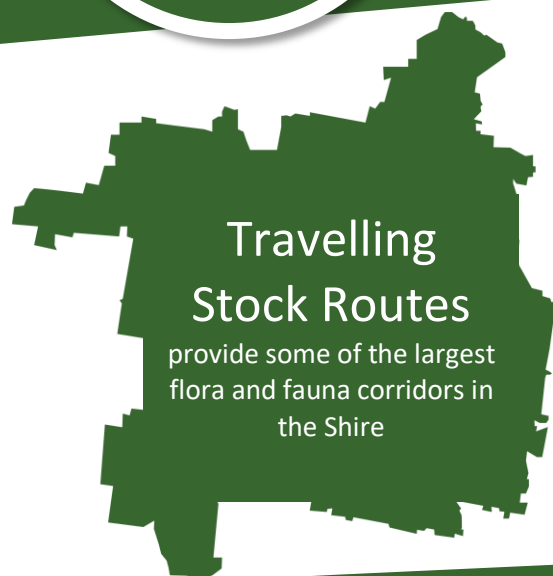 Travelling
Stock Routes
provide some of the largest
flora and fauna corridors in
the Shire